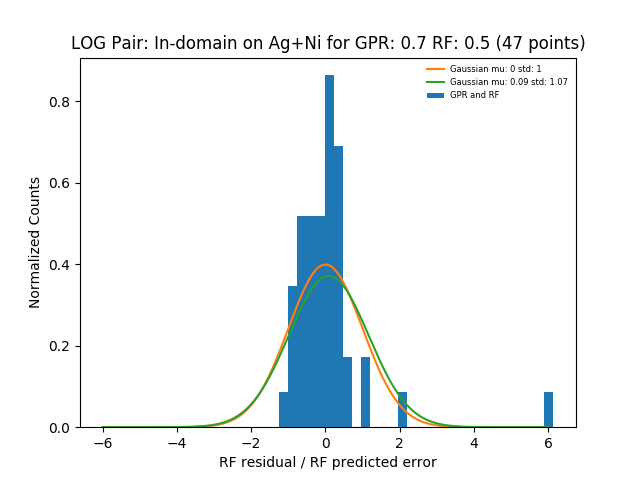 LOG Pair: In-domain on Ag+Ni for GPR: 0.7 RF: 0.5 (47 points)
Gaussian mu: 0 std: 1
Gaussian mu: 0.09 std: 1.07
GPR and RF
Normalized Counts
0.8
0.6
0.4
0.2
0.0
−6
−4
−2
0
2
4
6
RF residual / RF predicted error